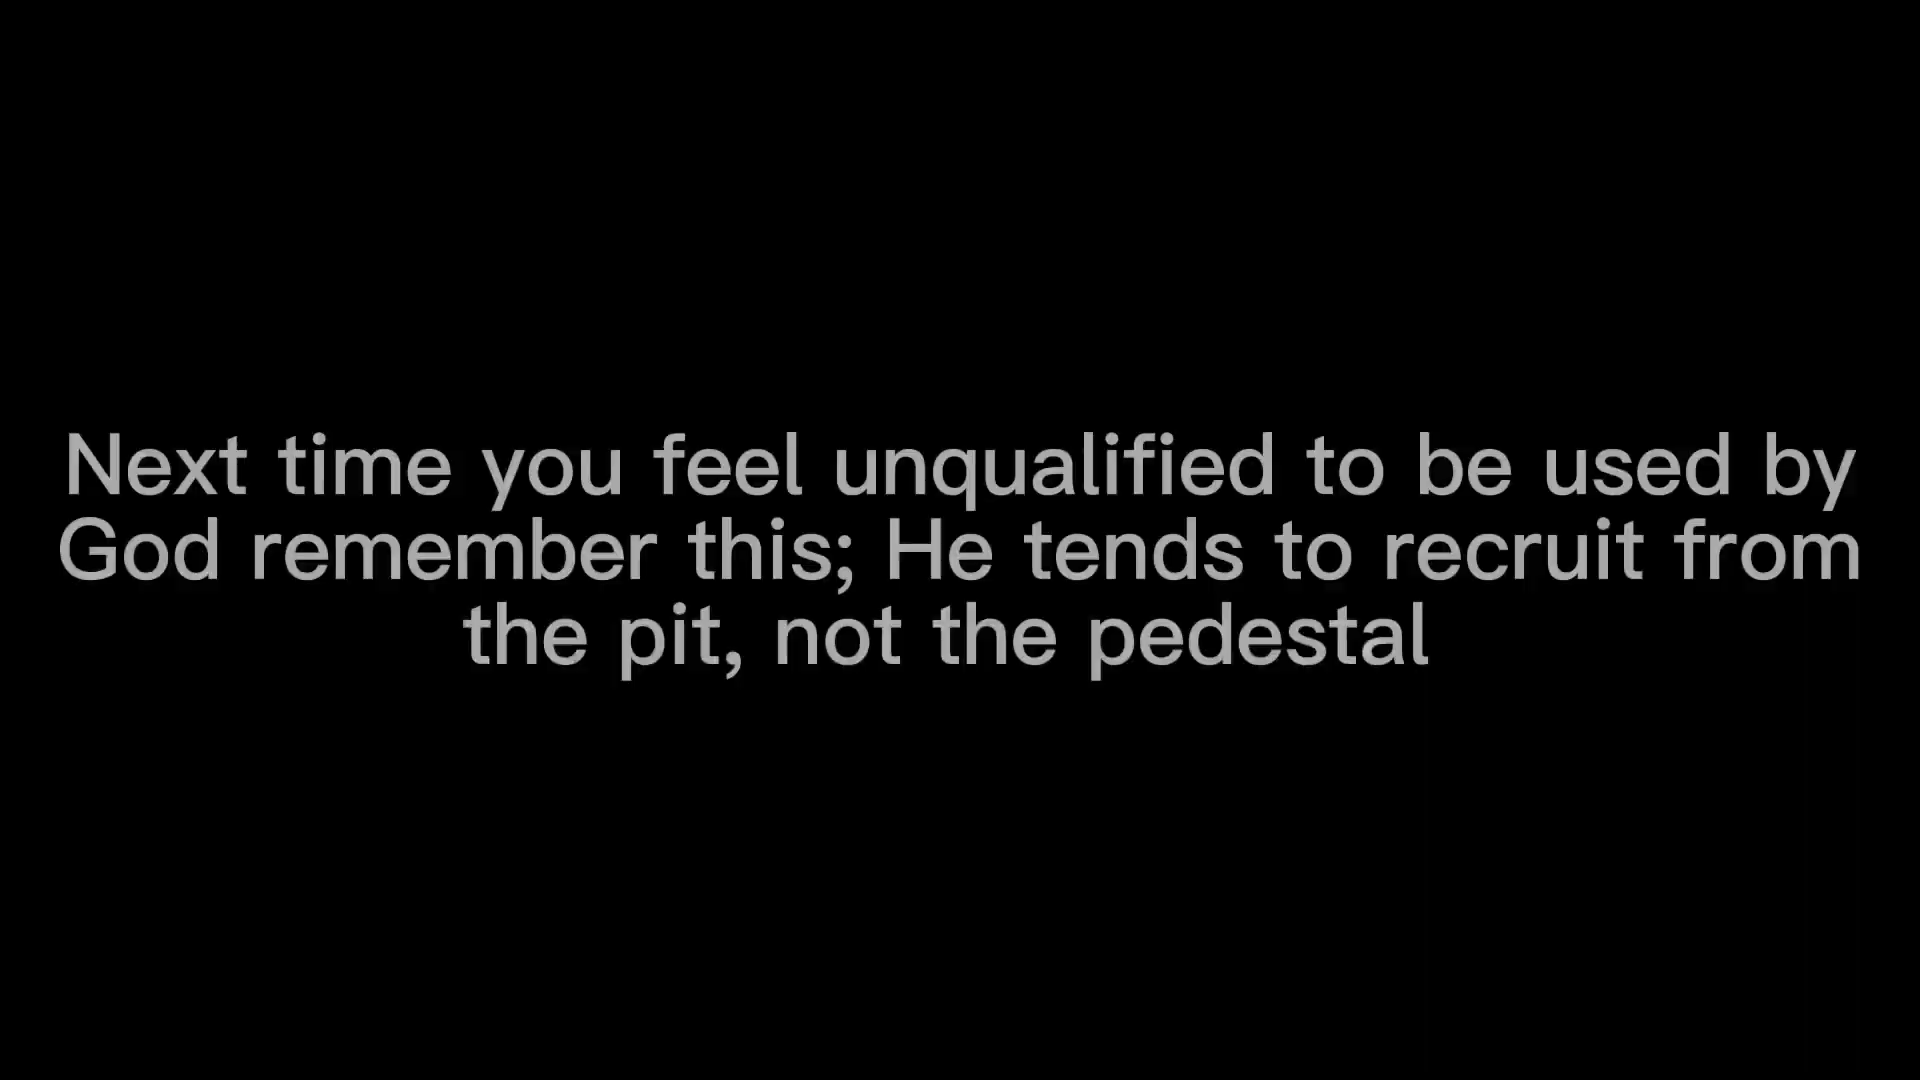 Next time you feel unqualified to be used by
God remember this; He tends to recruit from
the pit, not the pedestal